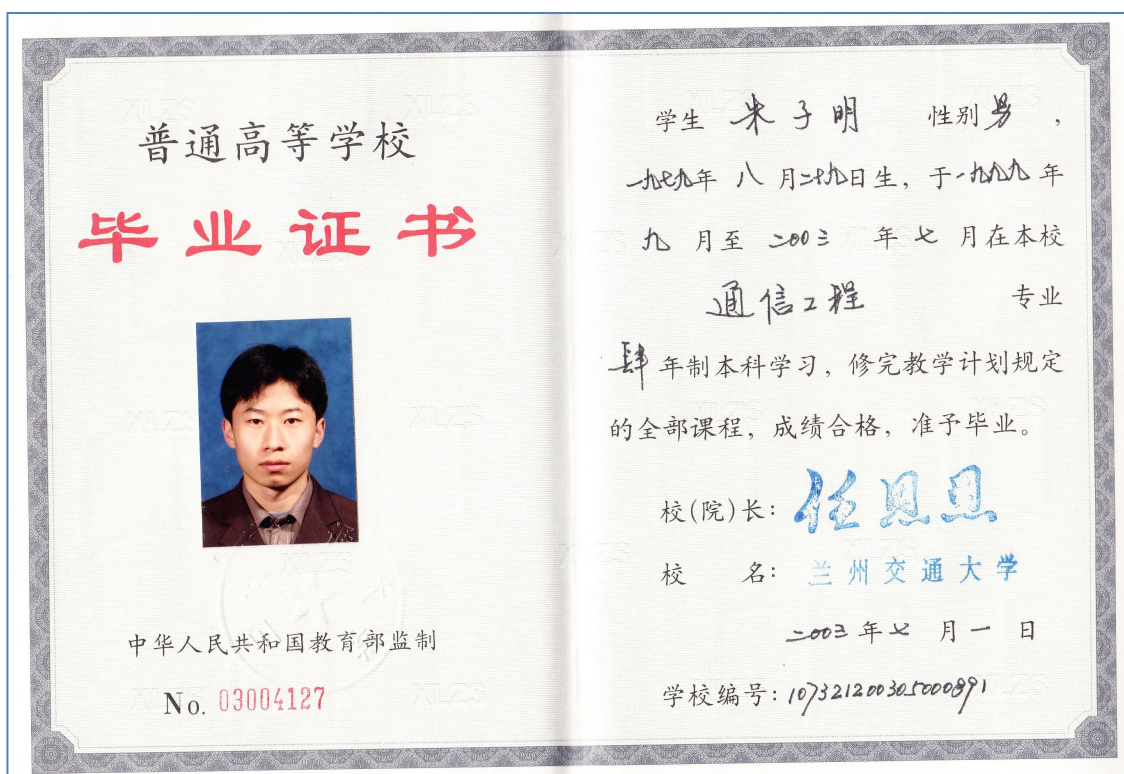 普通高等学校
毕业证书
中华人民共和国教育部监制
No. 03004127
学生 朱子明 性别 男 ，
一九七九年 八 月二十九日生，于一九九九年
九 月至 二00三 年 七 月在本校
通信工程 专业
肆 年制本科学习，修完教学计划规定
的全部课程，成绩合格，准予毕业。
校(院)长： 任恩恩
校 名： 兰州交通大学
二00三年七 月 一 日
学校编号：107321200305000891